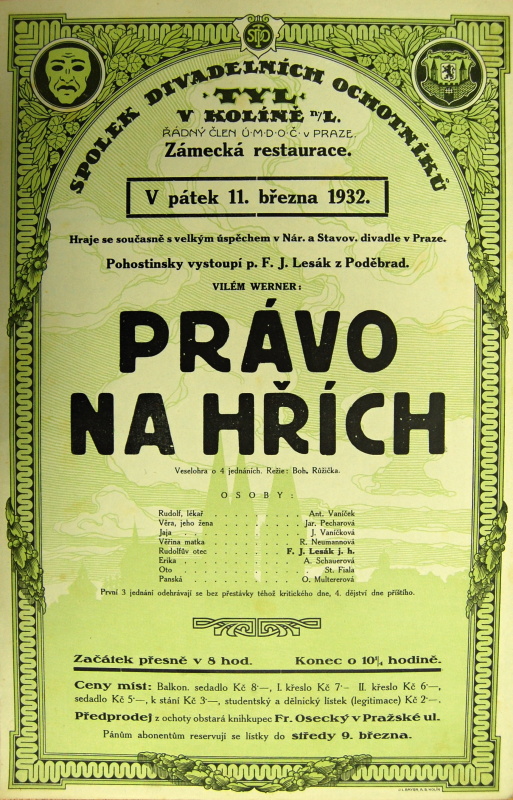 SPOLEK DIVADELNÍCH OCHOTNÍKŮ
TYL
V KOLÍNĚ n/L.
ŘÁDNÝ ČLEN Ú·M·D·O·Č· v PRAZE.
Zámecká restaurace.
V pátek 11. března 1932.
Hraje se současně s velkým úspěchem v Nár. a Stavov. divadle v Praze.
Pohostinsky vystoupí p. F. J. Lesák z Poděbrad.
VILÉM WERNER:
PRÁVO
NA HŘÍCH
Veselohra o 4 jednáních. Režie: Boh. Růžička.
OSOBY:
Rudolf, lékař . . . . . . . . Ant. Vaníček
Věra, jeho žena . . . . . . . . Jar. Pecharová
Jaja . . . . . . . . J. Vaníčková
Věřina matka . . . . . . . . R. Neumannová
Rudolfův otec . . . . . . . . F. J. Lesák j. h.
Erika . . . . . . . . A. Schauerová
Oto . . . . . . . . St. Fiala
Panská . . . . . . . . O. Multererová
První 3 jednání odehrávají se bez přestávky téhož kritického dne, 4. dějství dne příštího.
Začátek přesně v 8 hod. Konec o 10¾ hodině.
Ceny míst: Balkon. sedadlo Kč 8·—, I. křeslo Kč 7·– II. křeslo Kč 6·—,
sedadlo Kč 5·—, k stání Kč 3·—, studentský a dělnický lístek (legitimace) Kč 2·—.
Předprodej z ochoty obstará knihkupec Fr. Osecký v Pražské ul.
Pánům abonentům reservují se lístky do středy 9. března.